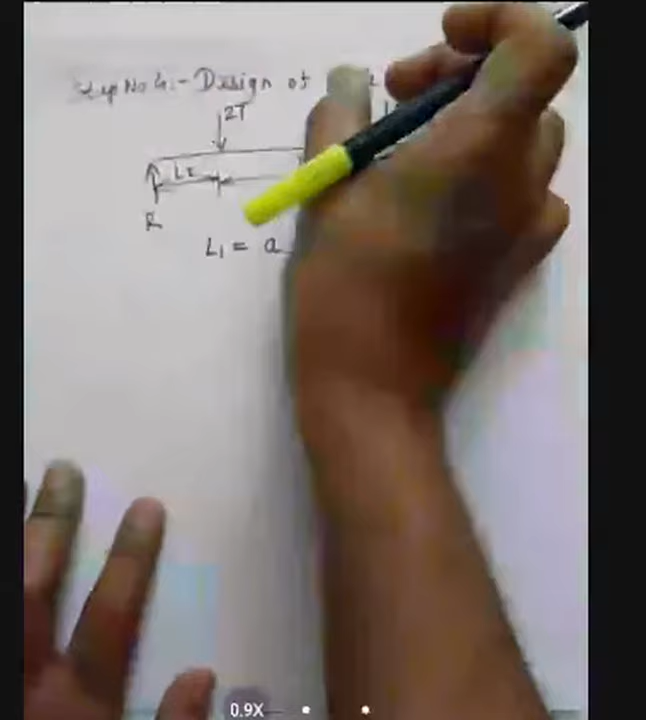 Step No 4:- Design of
2T
L2
R
L1 = a
0.9X